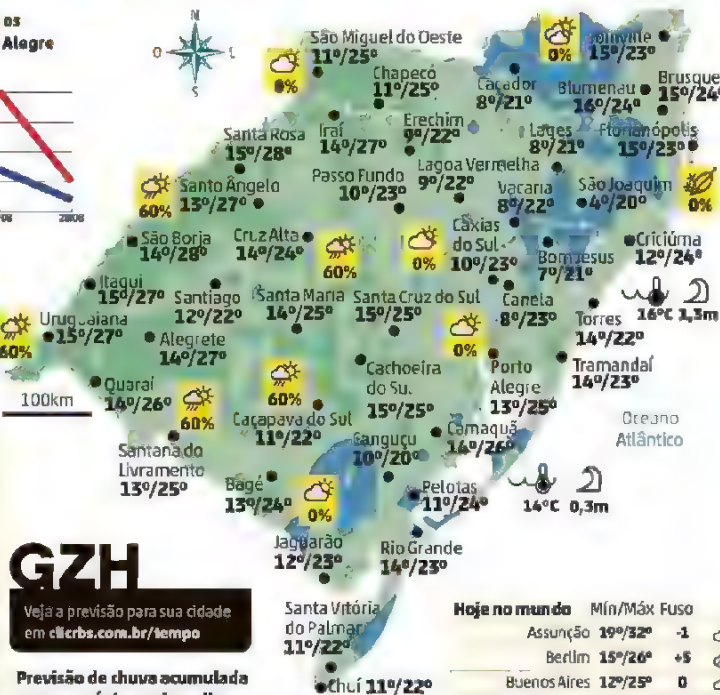 os
Alegre
N
O
L
S
São Miguel do Oeste
11º/25º
0%
0%
Joinville
15º/23º
Chapecó
11º/25º
Caçador
8º/21º
Blumenau
16º/24º
Brusque
15º/24º
Santa Rosa
15º/28º
Iraí
14º/27º
Erechim
9º/22º
Lages
8º/21º
Florianópolis
15º/23º
60%
Santo Ângelo
13º/27º
Passo Fundo
10º/23º
Lagoa Vermelha
9º/22º
Vacaria
8º/22º
São Joaquim
4º/20º
0%
28/08
São Borja
14º/28º
Cruz Alta
14º/24º
60%
0%
Caxias
do Sul
10º/23º
Bom Jesus
7º/21º
Criciúma
12º/24º
Itaqui
15º/27º
Santiago
12º/22º
Santa Maria
14º/25º
Santa Cruz do Sul
15º/25º
Canela
8º/23º
Torres
14º/22º
16ºC 1,3m
60%
Uruguaiana
15º/27º
Alegrete
14º/27º
0%
Quaraí
14º/26º
60%
60%
Cachoeira
do Sul
15º/25º
Porto
Alegre
13º/25º
Tramandaí
14º/23º
100km
Caçapava do Sul
11º/22º
Camaquã
14º/26º
Oceano
Atlântico
Santana do
Livramento
13º/25º
Canguçu
10º/20º
Bagé
13º/24º
0%
Pelotas
11º/24º
14ºC 0,3m
Jaguarão
12º/23º
Rio Grande
14º/23º
GZH
Veja a previsão para sua cidade
em clicrbs.com.br/tempo
Santa Vitória
do Palmar
11º/22º
Chuí 11º/22º
Hoje no mundo Mín/Máx Fuso
Assunção 19º/32º -1
Berlim 15º/26º +5
Buenos Aires 12º/25º 0
Previsão de chuva acumulada